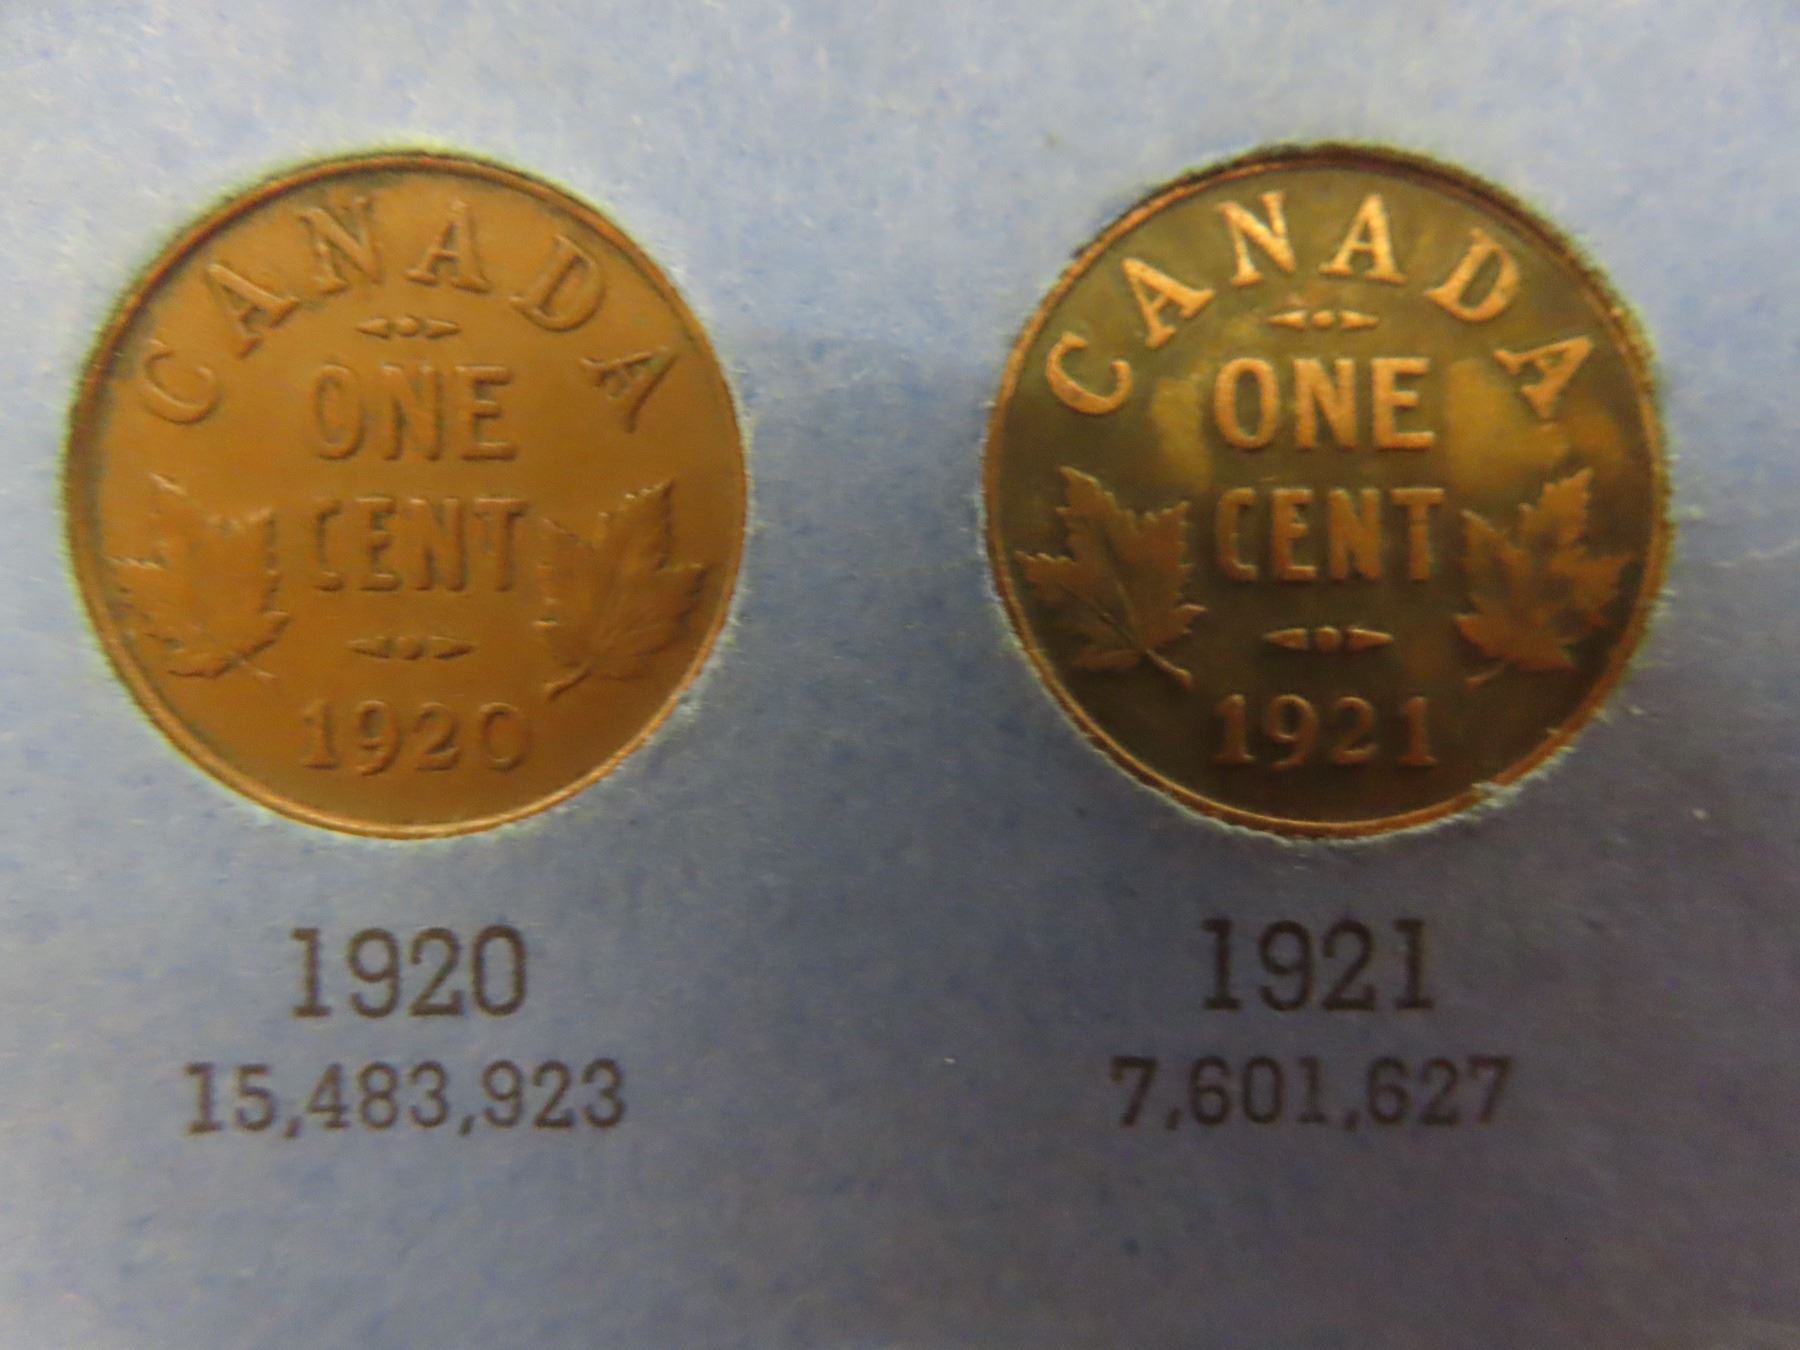 CANADA
ONE
CENT
1920
CANADA
ONE
CENT
1921
1920
15,483,923
1921
7,601,627